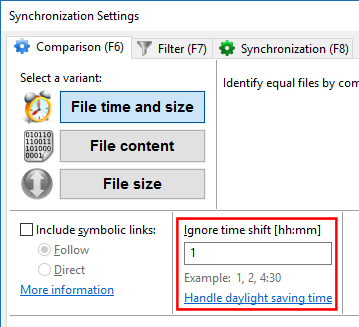 Synchronization Settings
Comparison (F6) Filter (F7) Synchronization (F8)
Select a variant:
Identify equal files by com
File time and size
010110
110011
101000
0001
File content
File size
Include symbolic links:
Follow
Direct
More information
Ignore time shift [hh:mm]
1
Example: 1, 2, 4:30
Handle daylight saving time